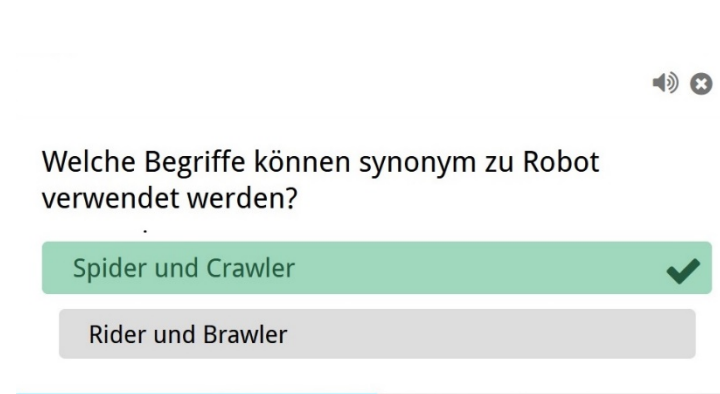 Welche Begriffe können synonym zu Robot
verwendet werden?
Spider und Crawler
Rider und Brawler